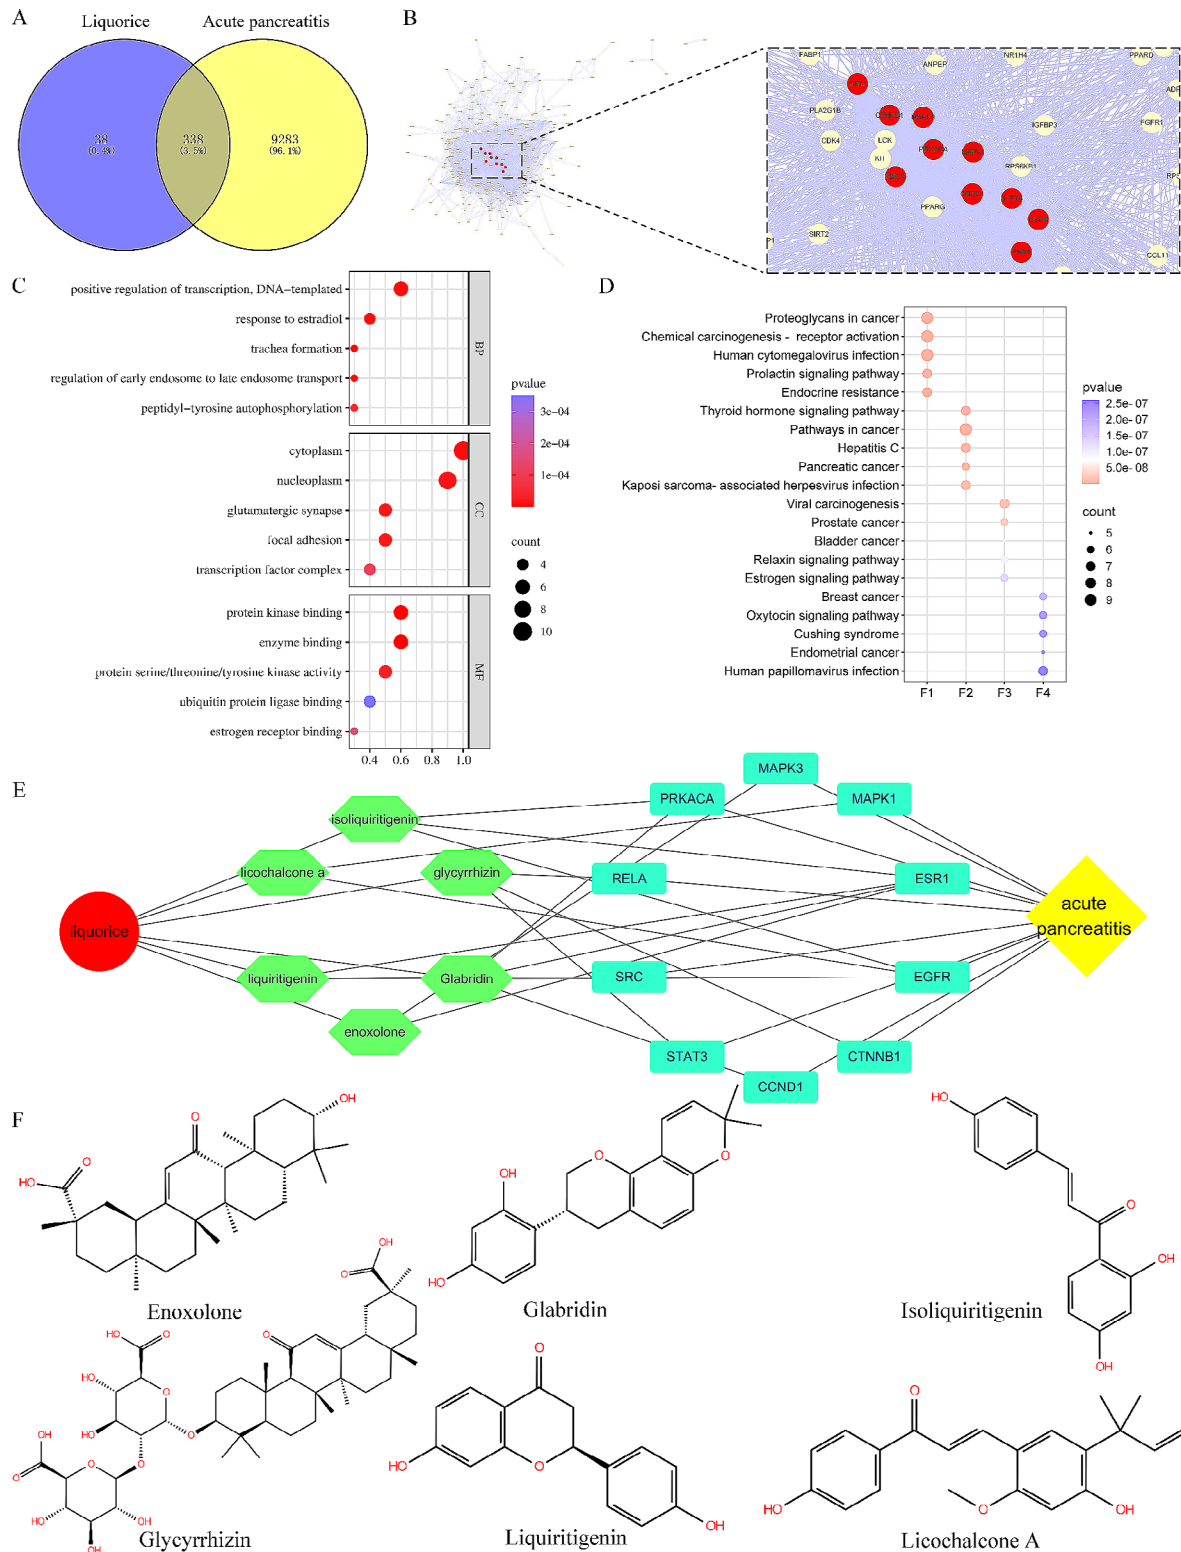 A
Liquorice
Acute pancreatitis
38
(0.4%)
338
(3.5%)
9283
(96.1%)
B
FABP1
ANPEP
NR1H4
PPARD
PLA2G1B
IGFBP3
FGFR1
CDK4
LCK
KIT
RPS6KB1
PPARG
SIRT2
CCL11
C
positive regulation of transcription, DNA-templated
response to estradiol
trachea formation
regulation of early endosome to late endosome transport
peptidyl-tyrosine autophosphorylation
BP
cytoplasm
nucleoplasm
glutamatergic synapse
focal adhesion
transcription factor complex
CC
protein kinase binding
enzyme binding
protein serine/threonine/tyrosine kinase activity
ubiquitin protein ligase binding
estrogen receptor binding
MF
0.4 0.6 0.8 1.0
pvalue
3e-04
2e-04
1e-04
count
4
6
8
10
D
Proteoglycans in cancer
Chemical carcinogenesis - receptor activation
Human cytomegalovirus infection
Prolactin signaling pathway
Endocrine resistance
Thyroid hormone signaling pathway
Pathways in cancer
Hepatitis C
Pancreatic cancer
Kaposi sarcoma- associated herpesvirus infection
Viral carcinogenesis
Prostate cancer
Bladder cancer
Relaxin signaling pathway
Estrogen signaling pathway
Breast cancer
Oxytocin signaling pathway
Cushing syndrome
Endometrial cancer
Human papillomavirus infection
F1 F2 F3 F4
pvalue
2.5e- 07
1.5e- 07
1.0e- 07
5.0e- 08
count
5
6
7
8
9
E
liquorice
isoliquiritigenin
licochalcone a
glycyrrhizin
liquiritigenin
Glabridin
enoxolone
MAPK3
PRKACA
MAPK1
RELA
ESR1
SRC
EGFR
STAT3
CTNNB1
CCND1
acute
pancreatitis
F
OH
O
O
HO
Enoxolone
O
O
OH
HO
Glabridin
HO
O
OH
OH
Isoliquiritigenin
OH
O
O
O
HO
O
HO
HO
O
O
O
OH
O
O
HO
OH
OH
Glycyrrhizin
O
HO
O
OH
Liquiritigenin
O
HO
O
OH
Licochalcone A